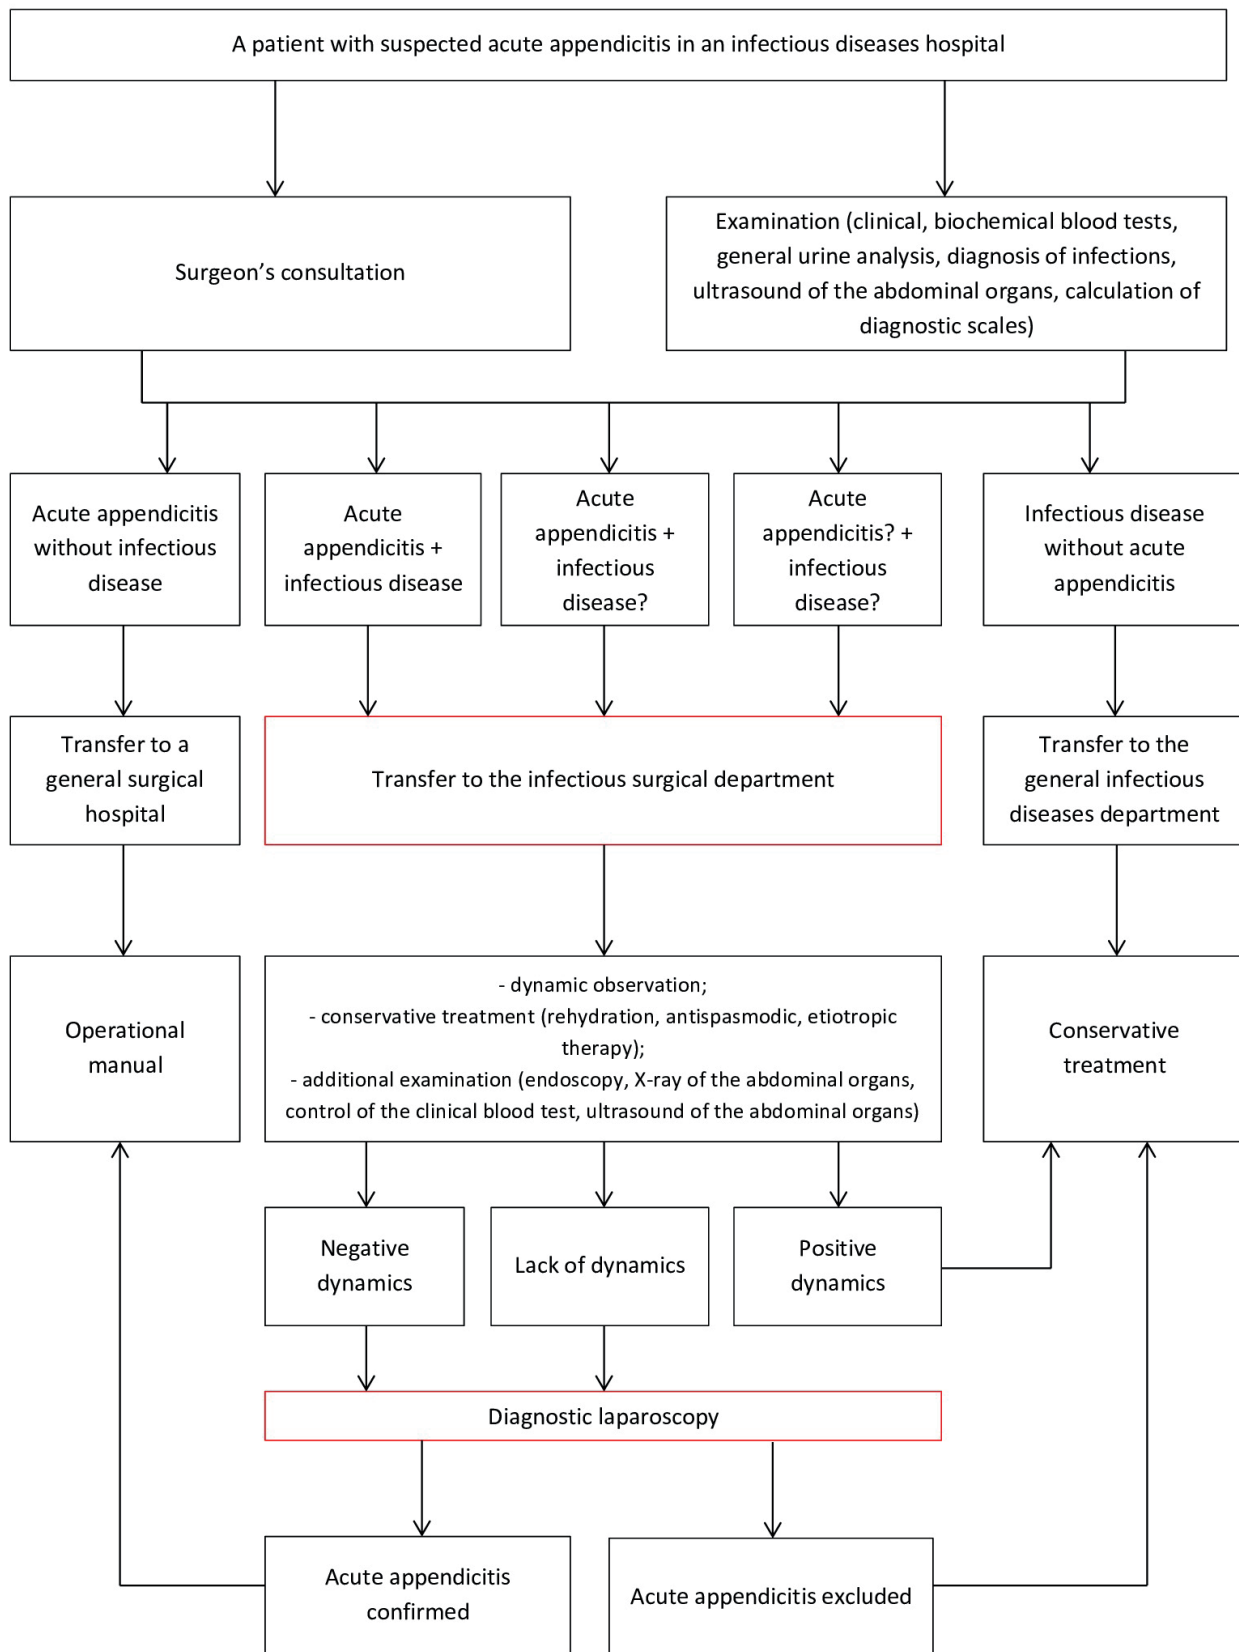 A patient with suspected acute appendicitis in an infectious diseases hospital
Surgeon’s consultation
Examination (clinical, biochemical blood tests,
general urine analysis, diagnosis of infections,
ultrasound of the abdominal organs, calculation of
diagnostic scales)
Acute appendicitis
without infectious
disease
Acute
appendicitis +
infectious disease
Acute
appendicitis +
infectious
disease?
Acute
appendicitis? +
infectious
disease?
Infectious disease
without acute
appendicitis
Transfer to a
general surgical
hospital
Transfer to the infectious surgical department
Transfer to the
general infectious
diseases department
Operational
manual
- dynamic observation;
- conservative treatment (rehydration, antispasmodic, etiotropic
therapy);
- additional examination (endoscopy, X-ray of the abdominal organs,
control of the clinical blood test, ultrasound of the abdominal organs)
Conservative
treatment
Negative
dynamics
Lack of dynamics
Positive
dynamics
Diagnostic laparoscopy
Acute appendicitis
confirmed
Acute appendicitis excluded